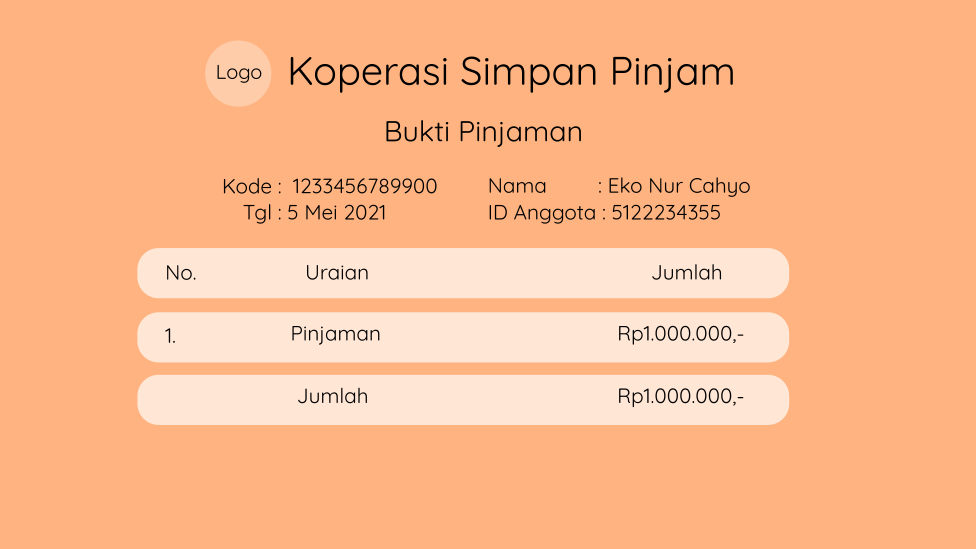 Logo
Koperasi Simpan Pinjam
Bukti Pinjaman
Kode : 1233456789900 Nama : Eko Nur Cahyo
Tgl : 5 Mei 2021 ID Anggota : 5122234355
No. Uraian Jumlah
1. Pinjaman Rp1.000.000,-
Jumlah Rp1.000.000,-